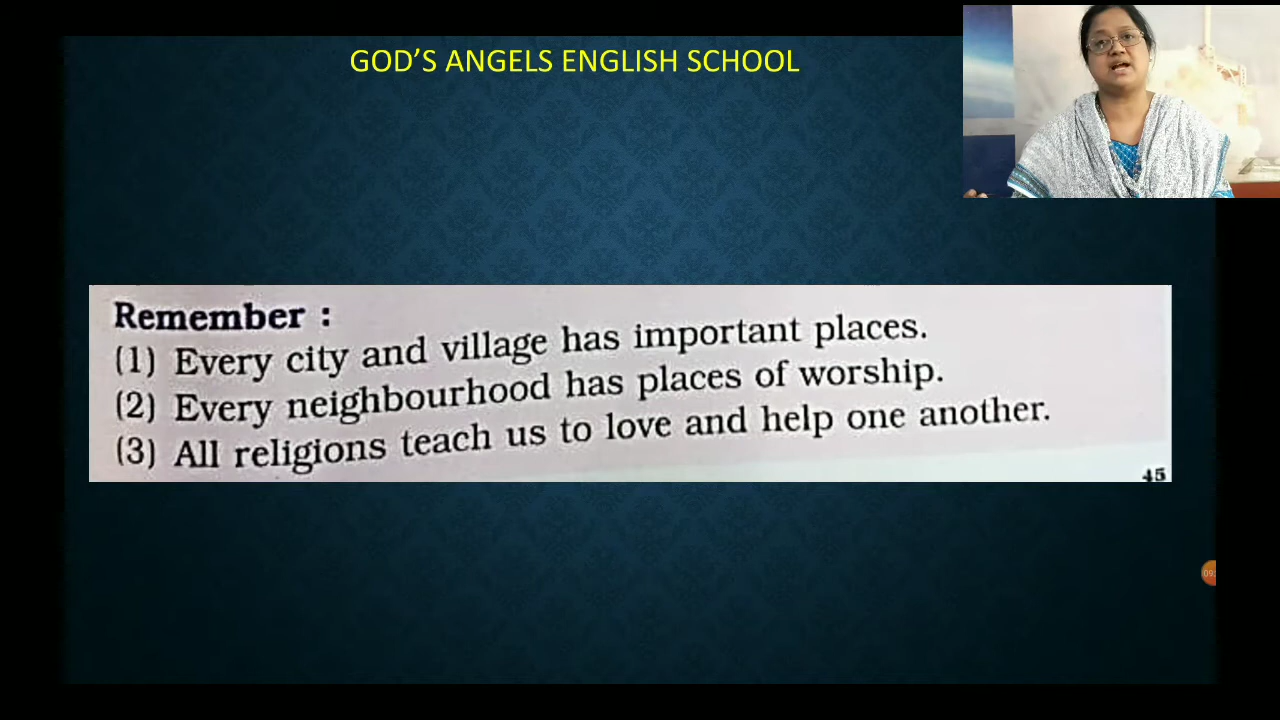 GOD'S ANGELS ENGLISH SCHOOL
Remember :
(1) Every city and village has important places.
(2) Every neighbourhood has places of worship.
(3) All religions teach us to love and help one another.
45
09: